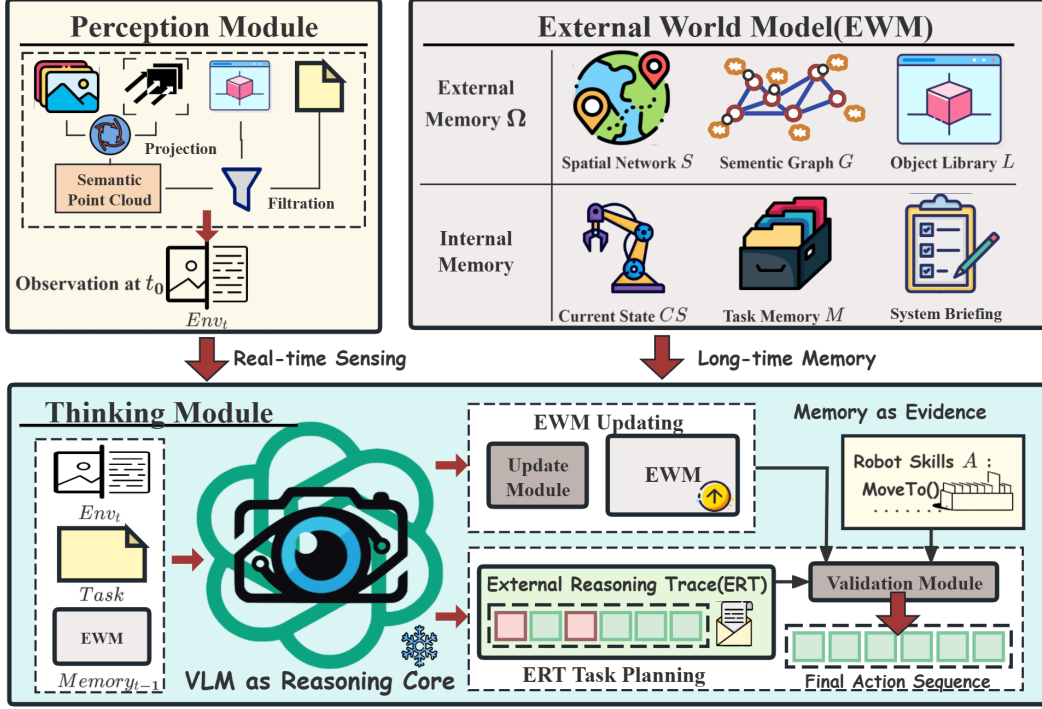 Perception Module
Projection
Semantic
Point Cloud
Filtration
Observation at t₀
Envₜ
External World Model(EWM)
External
Memory Ω
Spatial Network S
Sementic Graph G
Object Library L
Internal
Memory
Current State CS
Task Memory M
System Briefing
Real-time Sensing
Long-time Memory
Thinking Module
Envₜ
Task
EWM
Memoryₜ₋₁
VLM as Reasoning Core
EWM Updating
Update
Module
EWM
Memory as Evidence
Robot Skills A :
MoveTo()
. . . . . . .
External Reasoning Trace(ERT)
ERT Task Planning
Validation Module
Final Action Sequence